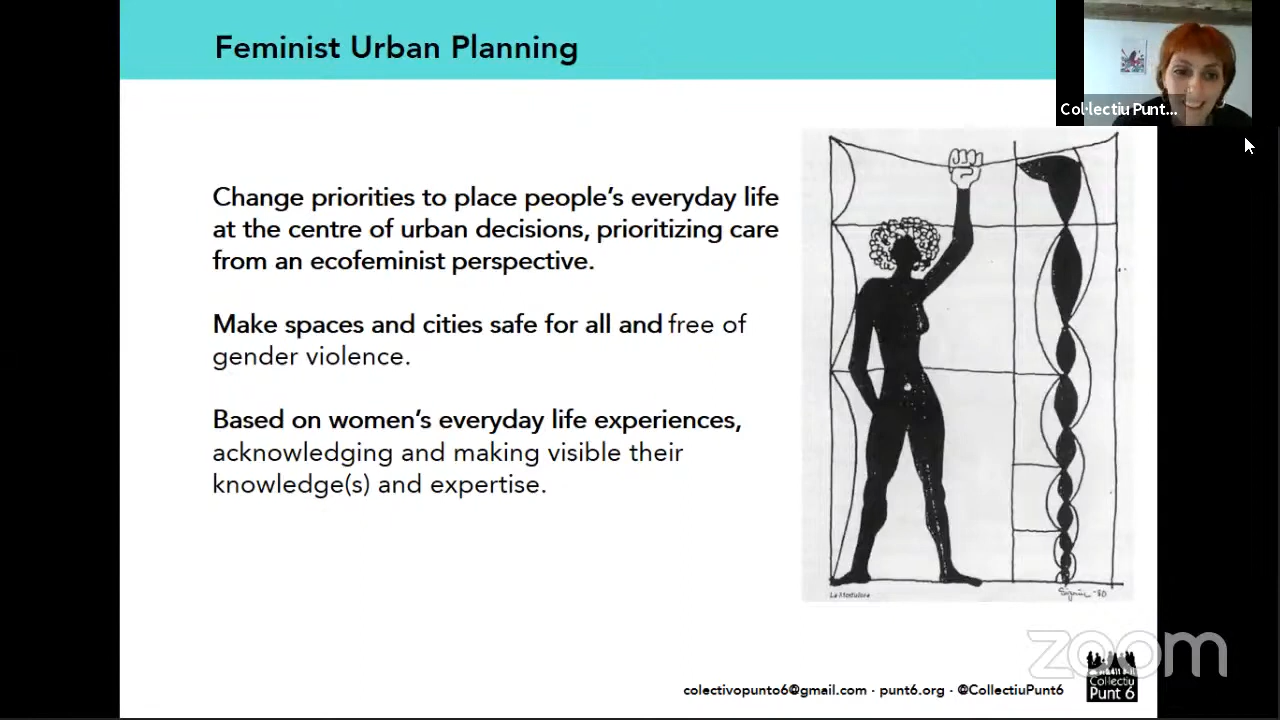 Feminist Urban Planning
Col·lectiu Punt...
Change priorities to place people’s everyday life
at the centre of urban decisions, prioritizing care
from an ecofeminist perspective.
Make spaces and cities safe for all and free of
gender violence.
Based on women’s everyday life experiences,
acknowledging and making visible their
knowledge(s) and expertise.
La Modulora
zoom
colectivopunto6@gmail.com · punt6.org · @CollectiuPunt6
Col·lectiu
Punt 6